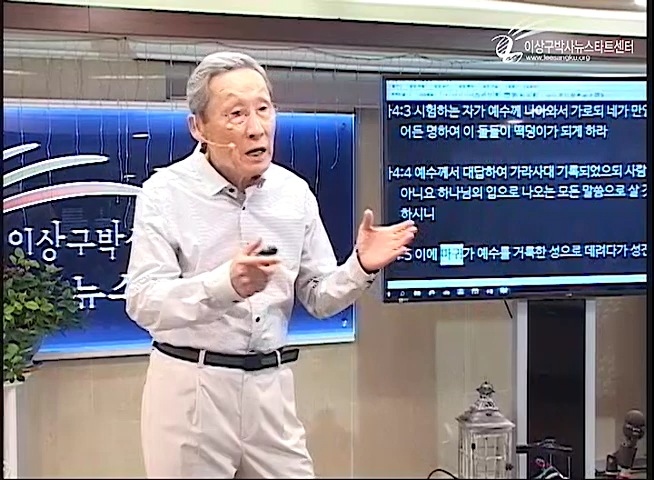 이상구박사뉴스타트센터
www.leesangku.org
마4:3 시험하는 자가 예수께 나아와서 가로되 네가 만일
어든 명하여 이 돌들이 떡덩이가 되게 하라
마4:4 예수께서 대답하여 가라사대 기록되었으되 사람
아니요 하나님의 입으로 나오는 모든 말씀으로 살 것
하시니
:5 이에 마귀가 예수를 거룩한 성으로 데려다가 성전
이상구박사
뉴스